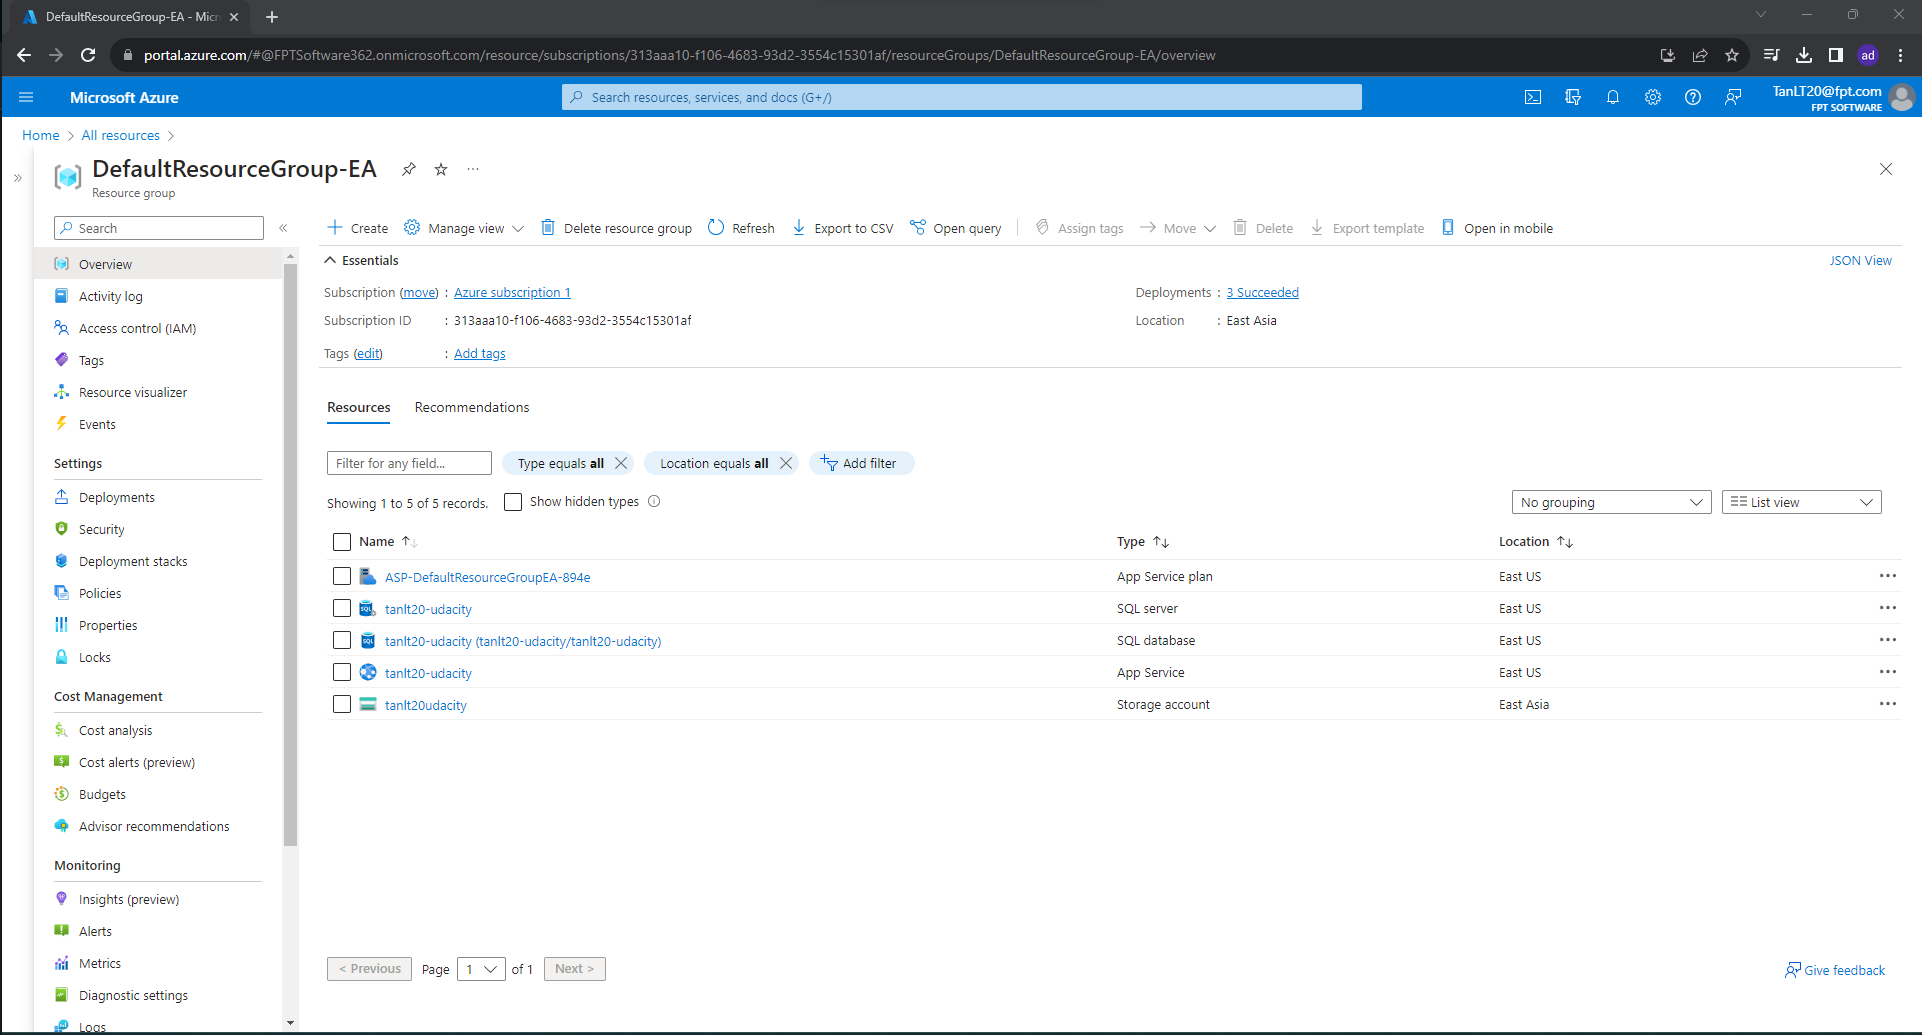 DefaultResourceGroup-EA - Micr
portal.azure.com/#@FPTSoftware362.onmicrosoft.com/resource/subscriptions/313aaa10-f106-4683-93d2-3554c15301af/resourceGroups/DefaultResourceGroup-EA/overview
ad
Microsoft Azure
Search resources, services, and docs (G+/)
TanLT20@fpt.com
FPT SOFTWARE
Home > All resources >
DefaultResourceGroup-EA
Resource group
Search
Create
Manage view
Delete resource group
Refresh
Export to CSV
Open query
Assign tags
Move
Delete
Export template
Open in mobile
Overview
Activity log
Access control (IAM)
Tags
Resource visualizer
Events
Settings
Deployments
Security
Deployment stacks
Policies
Properties
Locks
Cost Management
Cost analysis
Cost alerts (preview)
Budgets
Advisor recommendations
Monitoring
Insights (preview)
Alerts
Metrics
Diagnostic settings
Logs
Essentials
JSON View
Subscription (move) : Azure subscription 1
Subscription ID : 313aaa10-f106-4683-93d2-3554c15301af
Tags (edit) : Add tags
Deployments : 3 Succeeded
Location : East Asia
Resources
Recommendations
Filter for any field...
Type equals all
Location equals all
Add filter
Showing 1 to 5 of 5 records.
Show hidden types
No grouping
List view
Name Type Location
ASP-DefaultResourceGroupEA-894e App Service plan East US
tanlt20-udacity SQL server East US
tanlt20-udacity (tanlt20-udacity/tanlt20-udacity) SQL database East US
tanlt20-udacity App Service East US
tanlt20udacity Storage account East Asia
< Previous Page 1 of 1 Next >
Give feedback